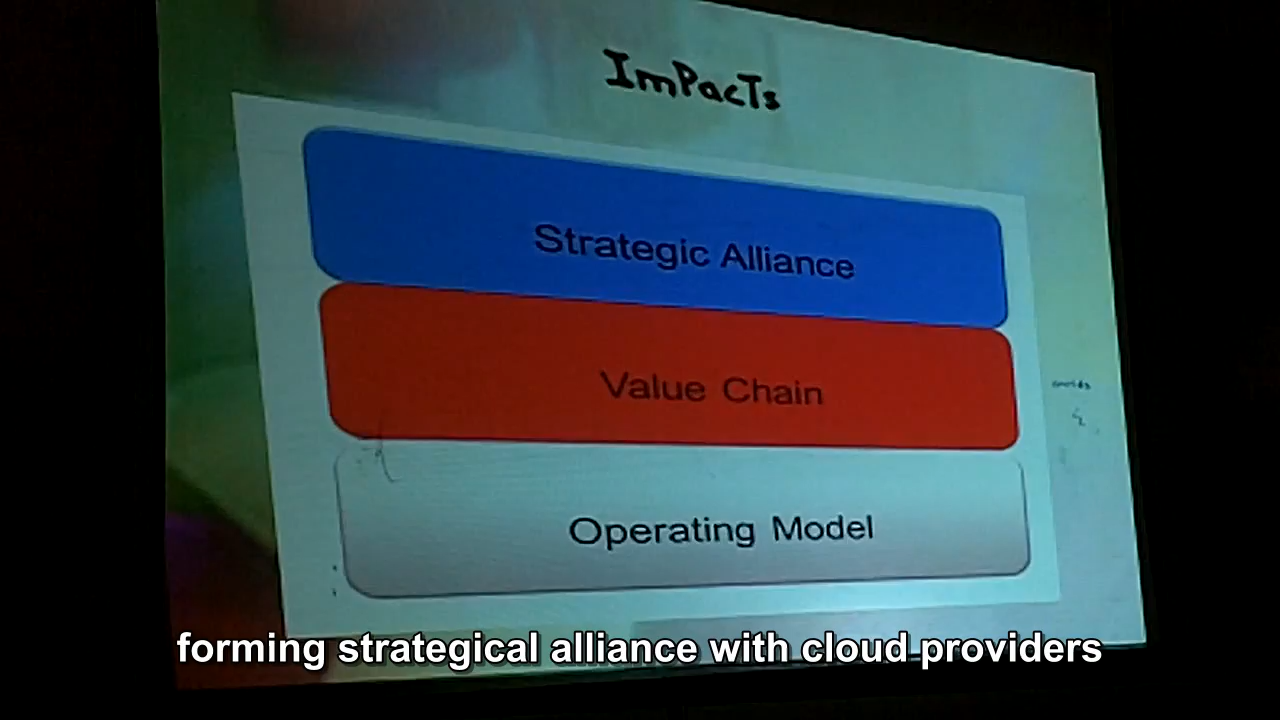 ImPacTs
Strategic Alliance
Value Chain
Operating Model
forming strategical alliance with cloud providers